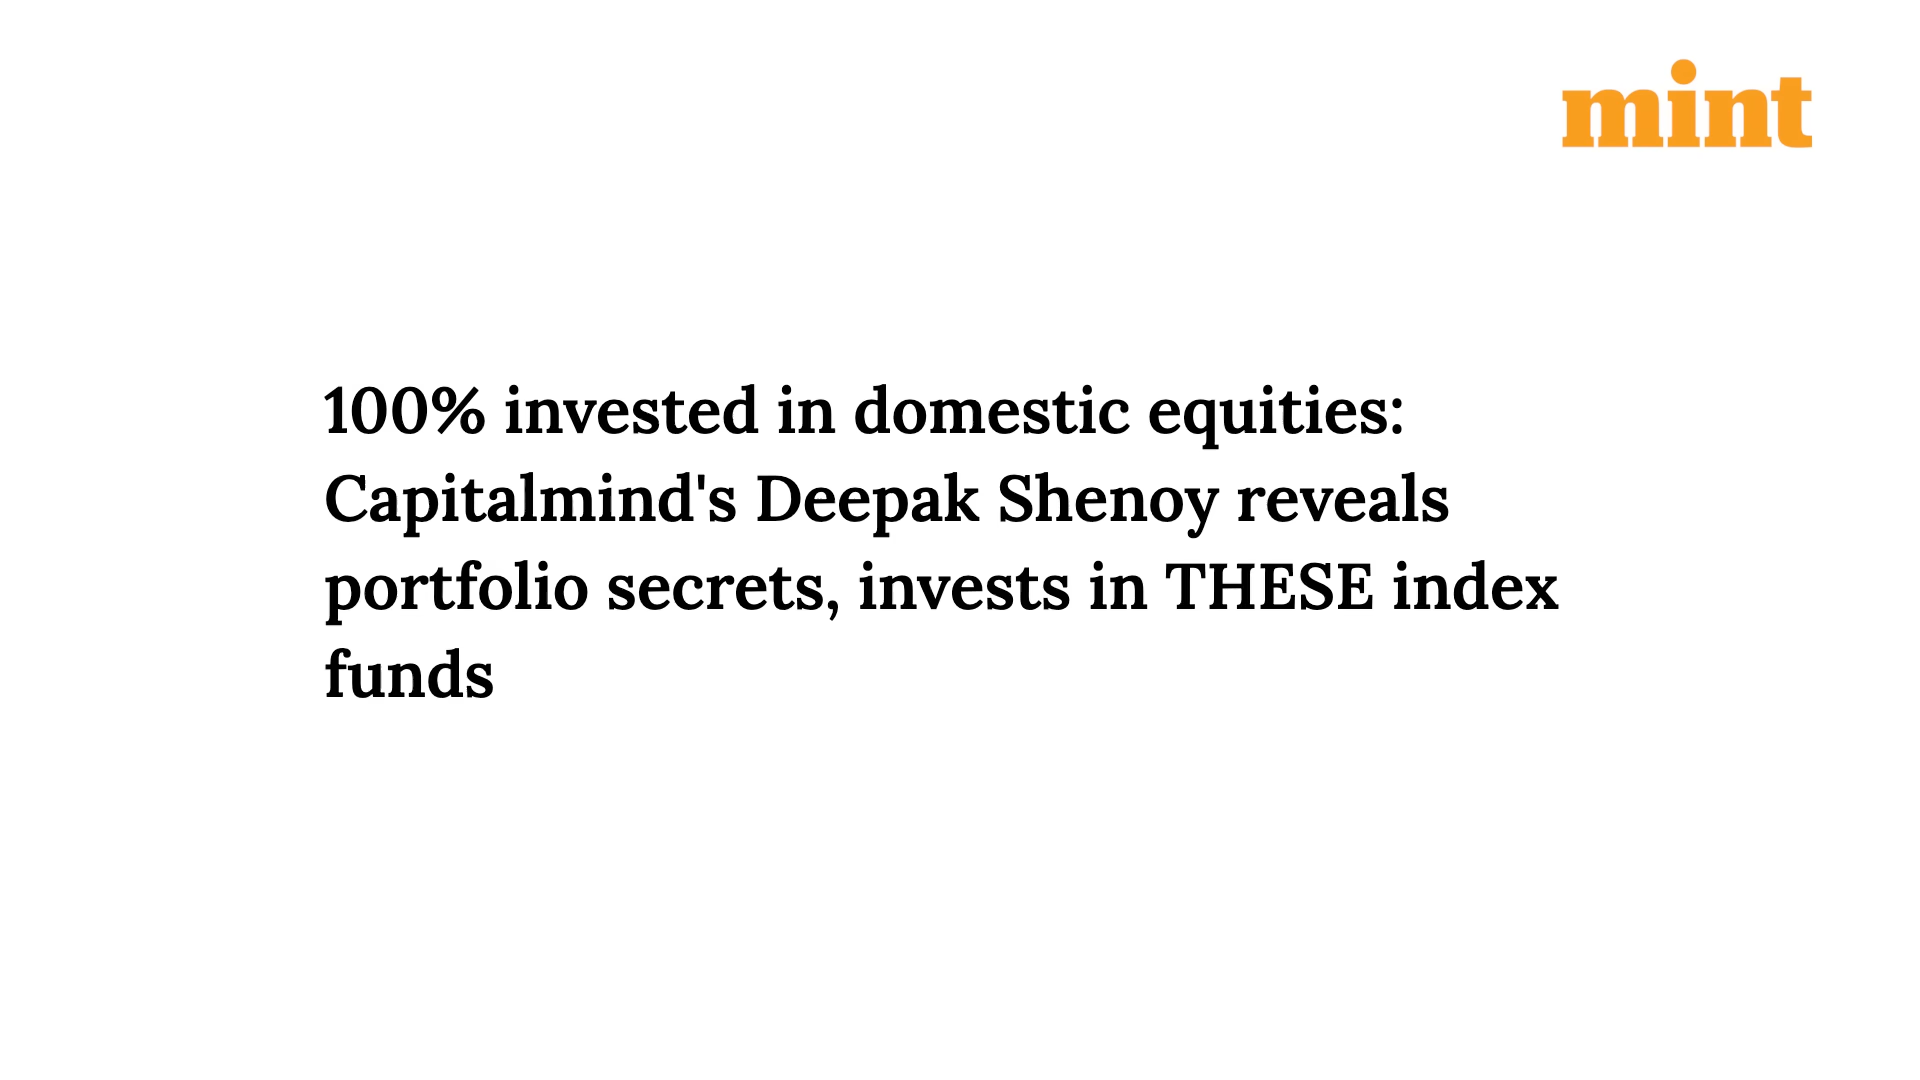 mint
100% invested in domestic equities:
Capitalmind's Deepak Shenoy reveals
portfolio secrets, invests in THESE index
funds